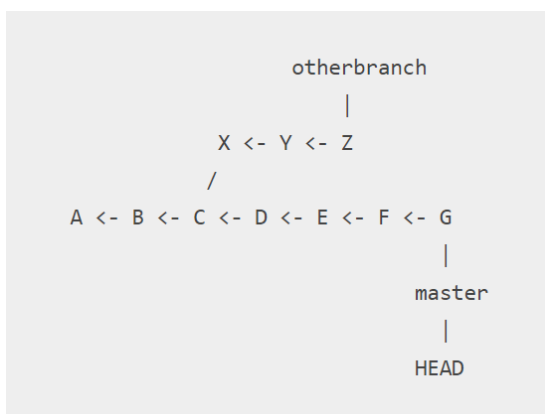 otherbranch
|
X <- Y <- Z
/
A <- B <- C <- D <- E <- F <- G
|
master
|
HEAD